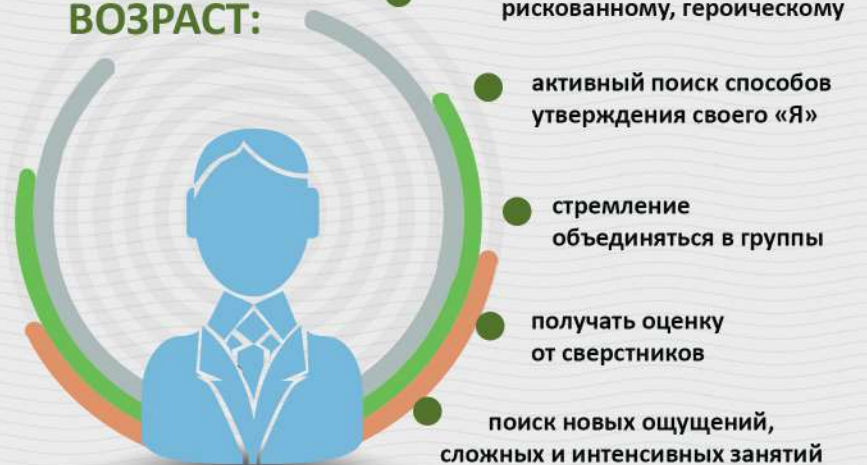 ВОЗРАСТ:
рискованному, героическому
активный поиск способов
утверждения своего «Я»
стремление
объединяться в группы
получать оценку
от сверстников
поиск новых ощущений,
сложных и интенсивных занятий